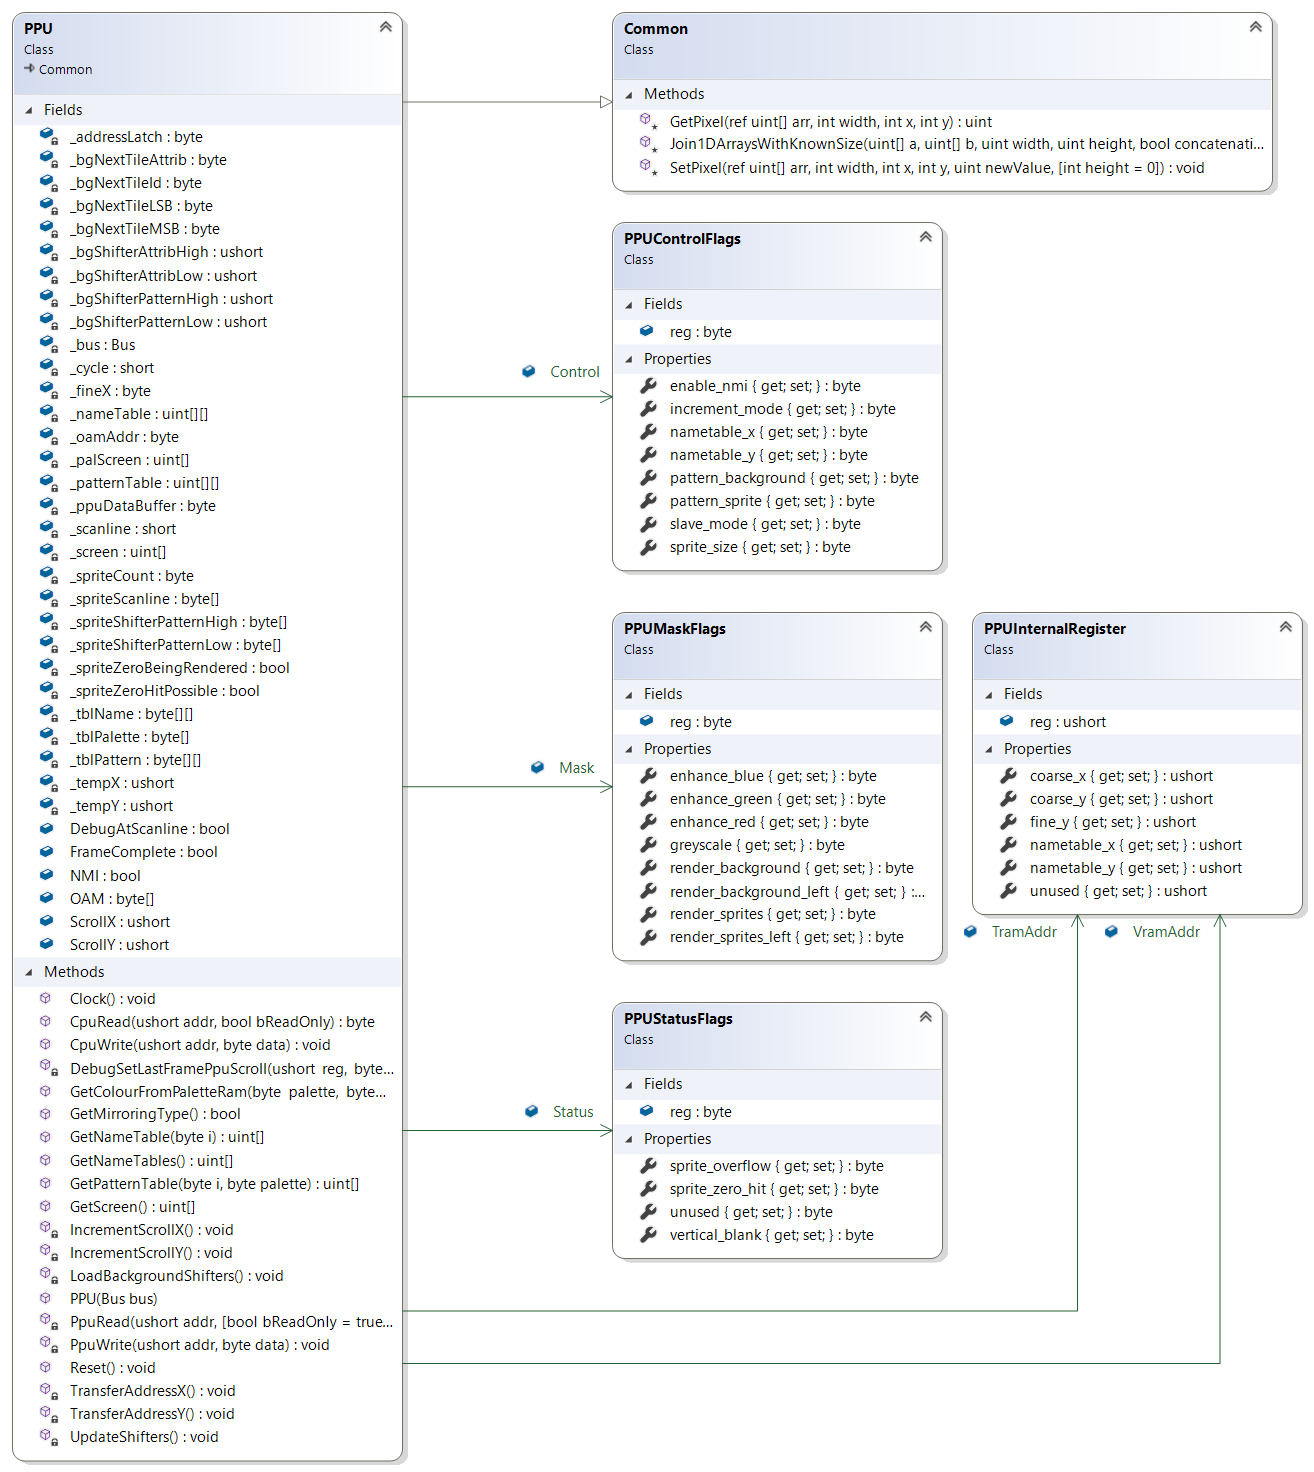 PPU
Class
Common
Fields
_addressLatch : byte
_bgNextTileAttrib : byte
_bgNextTileId : byte
_bgNextTileLSB : byte
_bgNextTileMSB : byte
_bgShifterAttribHigh : ushort
_bgShifterAttribLow : ushort
_bgShifterPatternHigh : ushort
_bgShifterPatternLow : ushort
_bus : Bus
_cycle : short
_fineX : byte
_nameTable : uint[][]
_oamAddr : byte
_palScreen : uint[]
_patternTable : uint[][]
_ppuDataBuffer : byte
_scanline : short
_screen : uint[]
_spriteCount : byte
_spriteScanline : byte[]
_spriteShifterPatternHigh : byte[]
_spriteShifterPatternLow : byte[]
_spriteZeroBeingRendered : bool
_spriteZeroHitPossible : bool
_tblName : byte[][]
_tblPalette : byte[]
_tblPattern : byte[][]
_tempX : ushort
_tempY : ushort
DebugAtScanline : bool
FrameComplete : bool
NMI : bool
OAM : byte[]
ScrollX : ushort
ScrollY : ushort
Methods
Clock() : void
CpuRead(ushort addr, bool bReadOnly) : byte
CpuWrite(ushort addr, byte data) : void
DebugSetLastFramePpuScroll(ushort reg, byte...
GetColourFromPaletteRam(byte palette, byte...
GetMirroringType() : bool
GetNameTable(byte i) : uint[]
GetNameTables() : uint[]
GetPatternTable(byte i, byte palette) : uint[]
GetScreen() : uint[]
IncrementScrollX() : void
IncrementScrollY() : void
LoadBackgroundShifters() : void
PPU(Bus bus)
PpuRead(ushort addr, [bool bReadOnly = true...
PpuWrite(ushort addr, byte data) : void
Reset() : void
TransferAddressX() : void
TransferAddressY() : void
UpdateShifters() : void
Common
Class
Methods
GetPixel(ref uint[] arr, int width, int x, int y) : uint
Join1DArraysWithKnownSize(uint[] a, uint[] b, uint width, uint height, bool concatenati...
SetPixel(ref uint[] arr, int width, int x, int y, uint newValue, [int height = 0]) : void
Control
PPUControlFlags
Class
Fields
reg : byte
Properties
enable_nmi { get; set; } : byte
increment_mode { get; set; } : byte
nametable_x { get; set; } : byte
nametable_y { get; set; } : byte
pattern_background { get; set; } : byte
pattern_sprite { get; set; } : byte
slave_mode { get; set; } : byte
sprite_size { get; set; } : byte
Mask
PPUMaskFlags
Class
Fields
reg : byte
Properties
enhance_blue { get; set; } : byte
enhance_green { get; set; } : byte
enhance_red { get; set; } : byte
greyscale { get; set; } : byte
render_background { get; set; } : byte
render_background_left { get; set; } :...
render_sprites { get; set; } : byte
render_sprites_left { get; set; } : byte
PPUInternalRegister
Class
Fields
reg : ushort
Properties
coarse_x { get; set; } : ushort
coarse_y { get; set; } : ushort
fine_y { get; set; } : ushort
nametable_x { get; set; } : ushort
nametable_y { get; set; } : ushort
unused { get; set; } : ushort
TramAddr
VramAddr
Status
PPUStatusFlags
Class
Fields
reg : byte
Properties
sprite_overflow { get; set; } : byte
sprite_zero_hit { get; set; } : byte
unused { get; set; } : byte
vertical_blank { get; set; } : byte